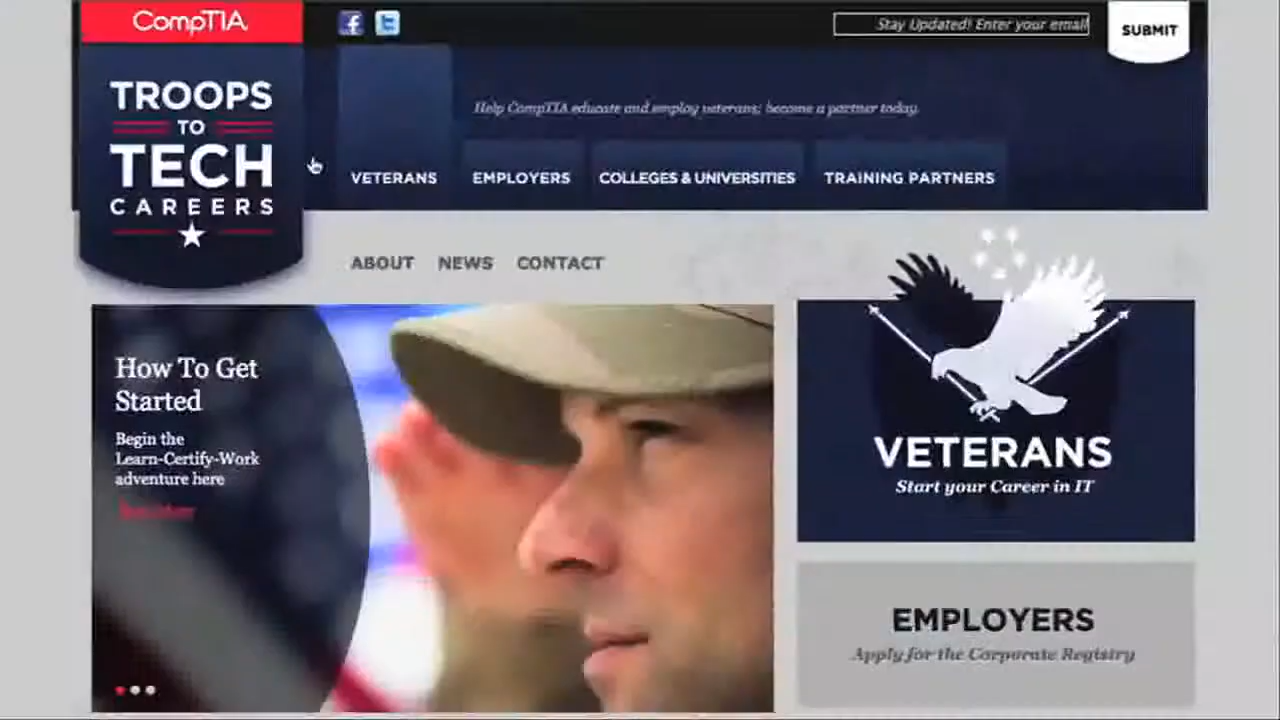 CompTIA
Stay Updated! Enter your email
SUBMIT
TROOPS
TO
TECH
CAREERS
Help CompTIA educate and employ veterans; become a partner today.
VETERANS
EMPLOYERS
COLLEGES & UNIVERSITIES
TRAINING PARTNERS
ABOUT
NEWS
CONTACT
How To Get
Started
Begin the
Learn-Certify-Work
adventure here
VETERANS
Start your Career in IT
EMPLOYERS
Apply for the Corporate Registry